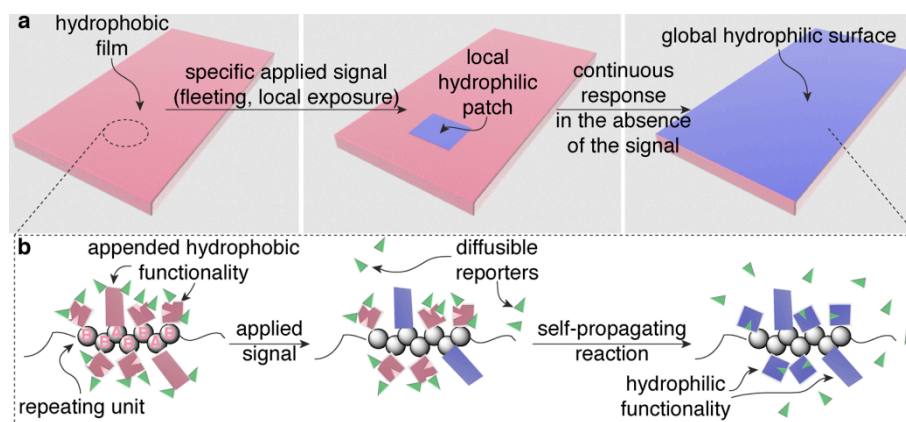 a
hydrophobic
film
specific applied signal
(fleeting, local exposure)
local
hydrophilic
patch
continuous
response
in the absence
of the signal
global hydrophilic surface
b
appended hydrophobic
functionality
repeating unit
applied
signal
diffusible
reporters
self-propagating
reaction
hydrophilic
functionality